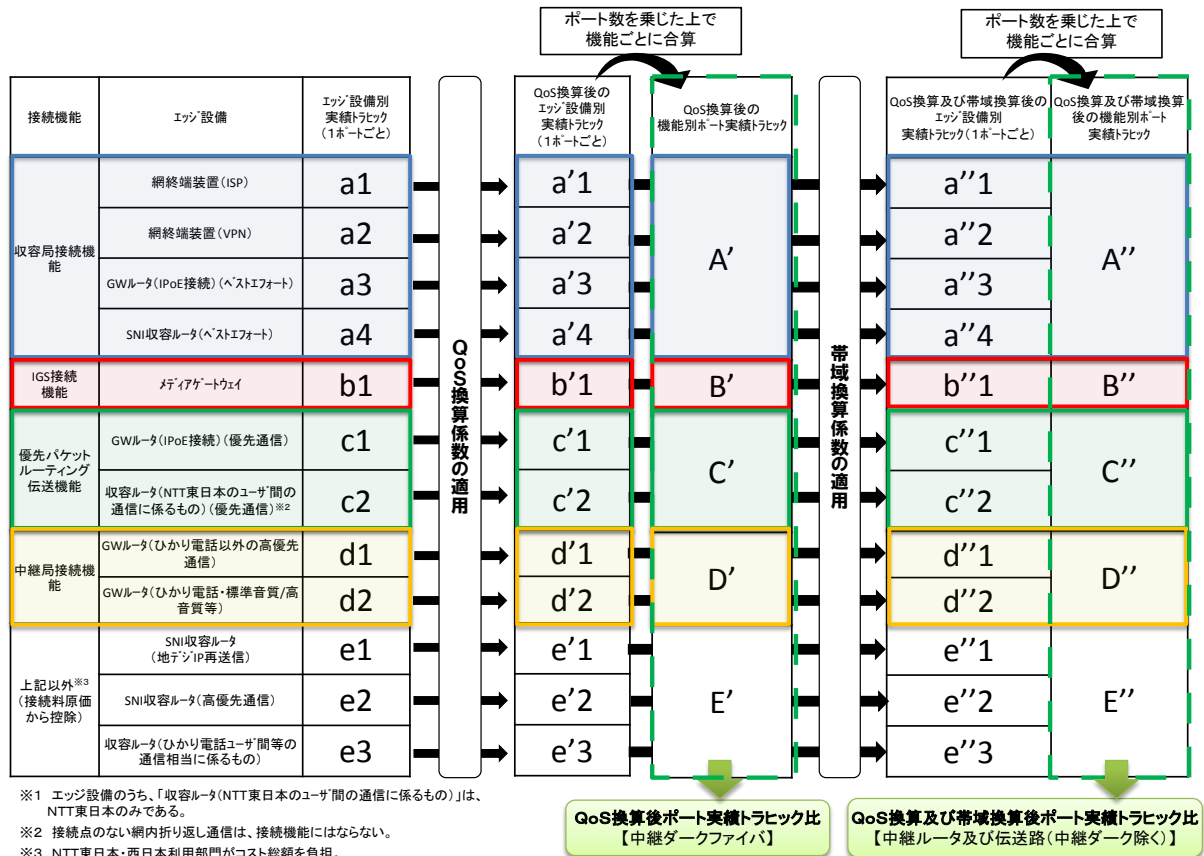 ポート数を乗じた上で
機能ごとに合算
ポート数を乗じた上で
機能ごとに合算
接続機能
エッジ設備
エッジ設備別
実績トラヒック
(1ポートごと)
QoS換算後の
エッジ設備別
実績トラヒック
(1ポートごと)
QoS換算後の
機能別ポート実績トラヒック
QoS換算及び帯域換算後の
エッジ設備別
実績トラヒック(1ポートごと)
QoS換算及び帯域換算
後の機能別ポート
実績トラヒック
収容局接続機
能
網終端装置(ISP)
a1
a'1
A'
a''1
A''
網終端装置(VPN)
a2
a'2
a''2
GWルータ(IPoE接続)(ベストエフォート)
a3
a'3
a''3
SNI収容ルータ(ベストエフォート)
a4
a'4
a''4
QoS換算係数の適用
帯域換算係数の適用
IGS接続
機能
メディアゲートウェイ
b1
b'1
B'
b''1
B''
優先パケット
ルーティング
伝送機能
GWルータ(IPoE接続)(優先通信)
c1
c'1
C'
c''1
C''
収容ルータ(NTT東日本のユーザ間の
通信に係るもの)(優先通信)※2
c2
c'2
c''2
中継局接続機
能
GWルータ(ひかり電話以外の高優先
通信)
d1
d'1
D'
d''1
D''
GWルータ(ひかり電話・標準音質/高
音質等)
d2
d'2
d''2
上記以外※3
(接続料原価
から控除)
SNI収容ルータ
(地デジIP再送信)
e1
e'1
E'
e''1
E''
SNI収容ルータ(高優先通信)
e2
e'2
e''2
収容ルータ(ひかり電話ユーザ間等の
通信相当に係るもの)
e3
e'3
e''3
※1 エッジ設備のうち、「収容ルータ(NTT東日本のユーザ間の通信に係るもの)」は、
NTT東日本のみである。
※2 接続点のない網内折り返し通信は、接続機能にはならない。
※3 NTT東日本・西日本利用部門がコスト総額を負担。
QoS換算後ポート実績トラヒック比
【中継ダークファイバ】
QoS換算及び帯域換算後ポート実績トラヒック比
【中継ルータ及び伝送路(中継ダーク除く)】